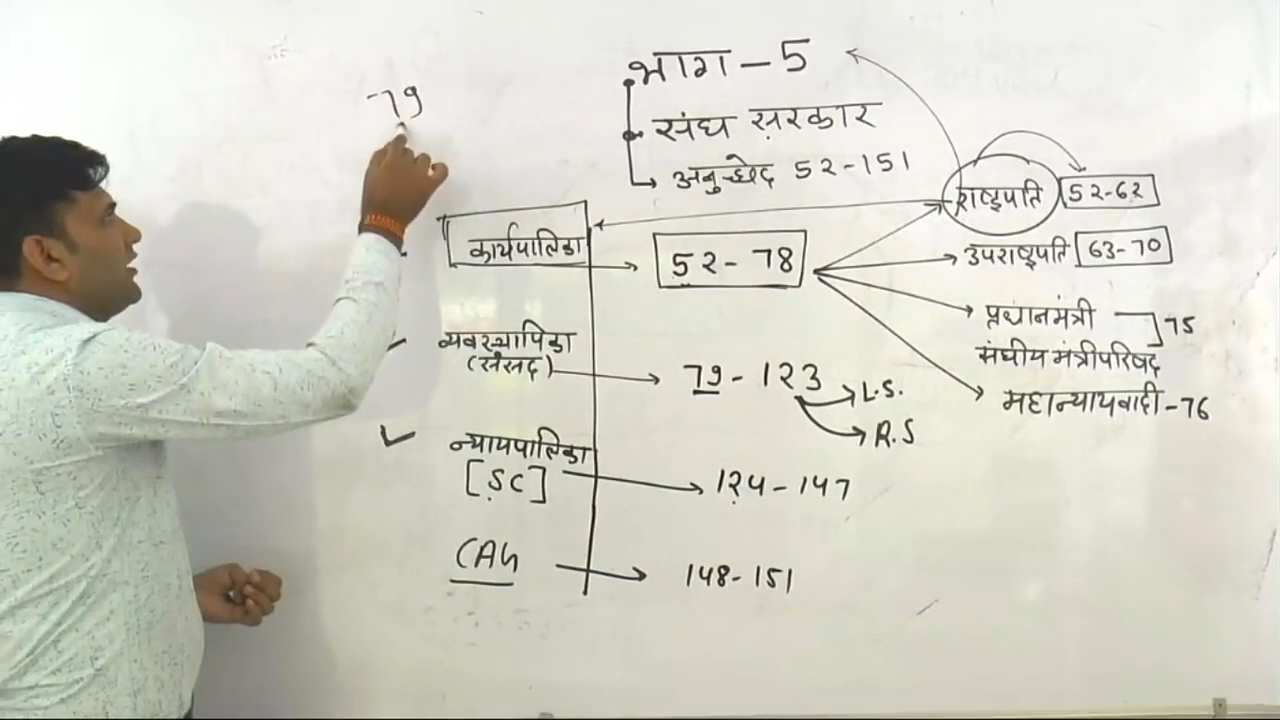 79
भाग - 5
संघ सरकार
अनुच्छेद 52-151
राष्ट्रपति 52-62
कार्यपालिका 52-78
उपराष्ट्रपति 63-70
प्रधानमंत्री 75
संघीय मंत्रीपरिषद
महान्यायवादी - 76
व्यवस्थापिका
(संसद) 79-123 L.S.
R.S
न्यायपालिका
[SC] 124-147
CAG 148-151